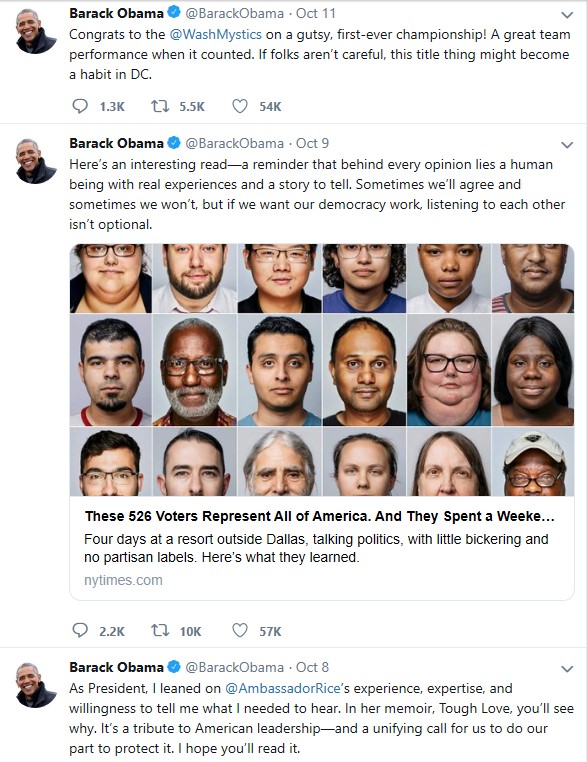 Barack Obama @BarackObama · Oct 11
Congrats to the @WashMystics on a gutsy, first-ever championship! A great team
performance when it counted. If folks aren't careful, this title thing might become
a habit in DC.
1.3K 5.5K 54K
Barack Obama @BarackObama · Oct 9
Here's an interesting read—a reminder that behind every opinion lies a human
being with real experiences and a story to tell. Sometimes we'll agree and
sometimes we won't, but if we want our democracy work, listening to each other
isn't optional.
These 526 Voters Represent All of America. And They Spent a Weeke...
Four days at a resort outside Dallas, talking politics, with little bickering and
no partisan labels. Here's what they learned.
nytimes.com
2.2K 10K 57K
Barack Obama @BarackObama · Oct 8
As President, I leaned on @AmbassadorRice's experience, expertise, and
willingness to tell me what I needed to hear. In her memoir, Tough Love, you'll see
why. It's a tribute to American leadership—and a unifying call for us to do our
part to protect it. I hope you'll read it.